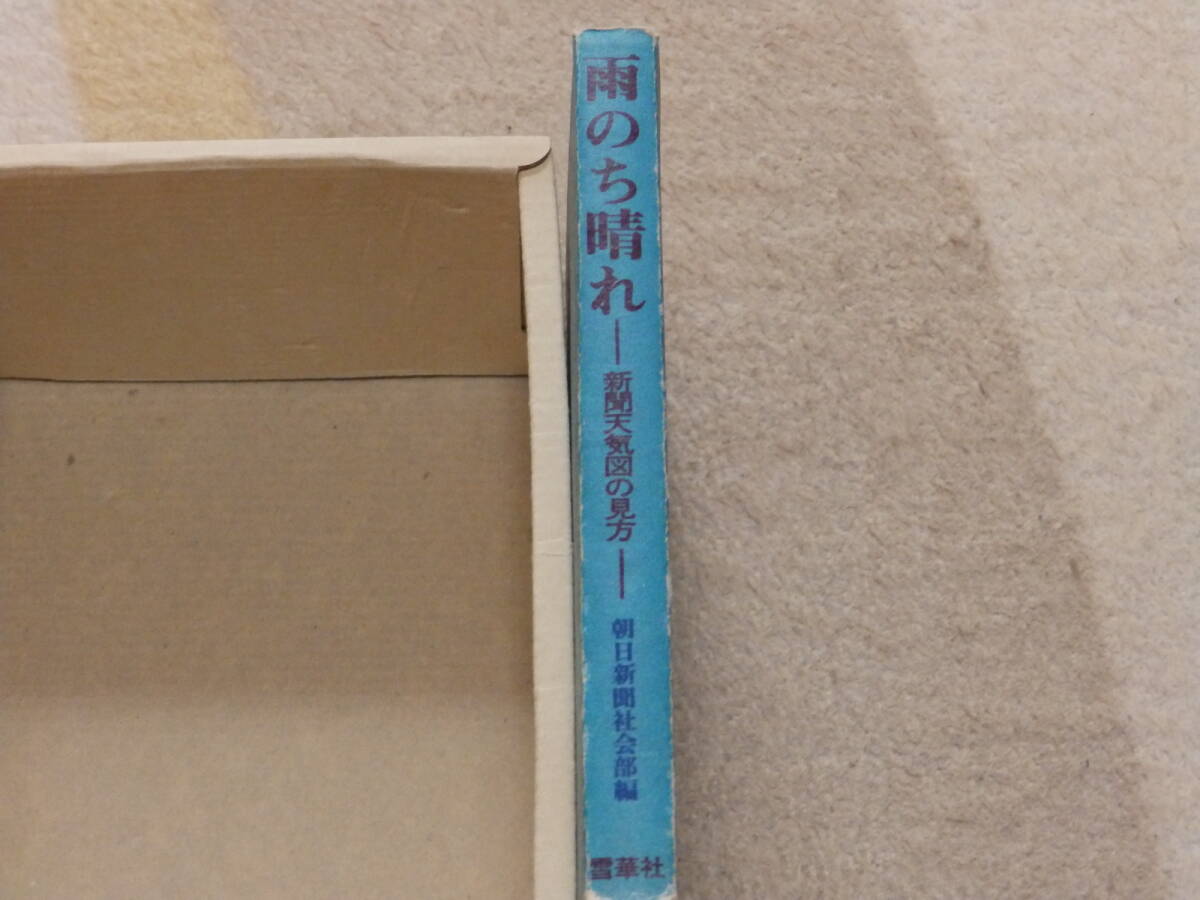 雨のち晴れ
―新聞天気図の見方―
朝日新聞社会部編
雪華社